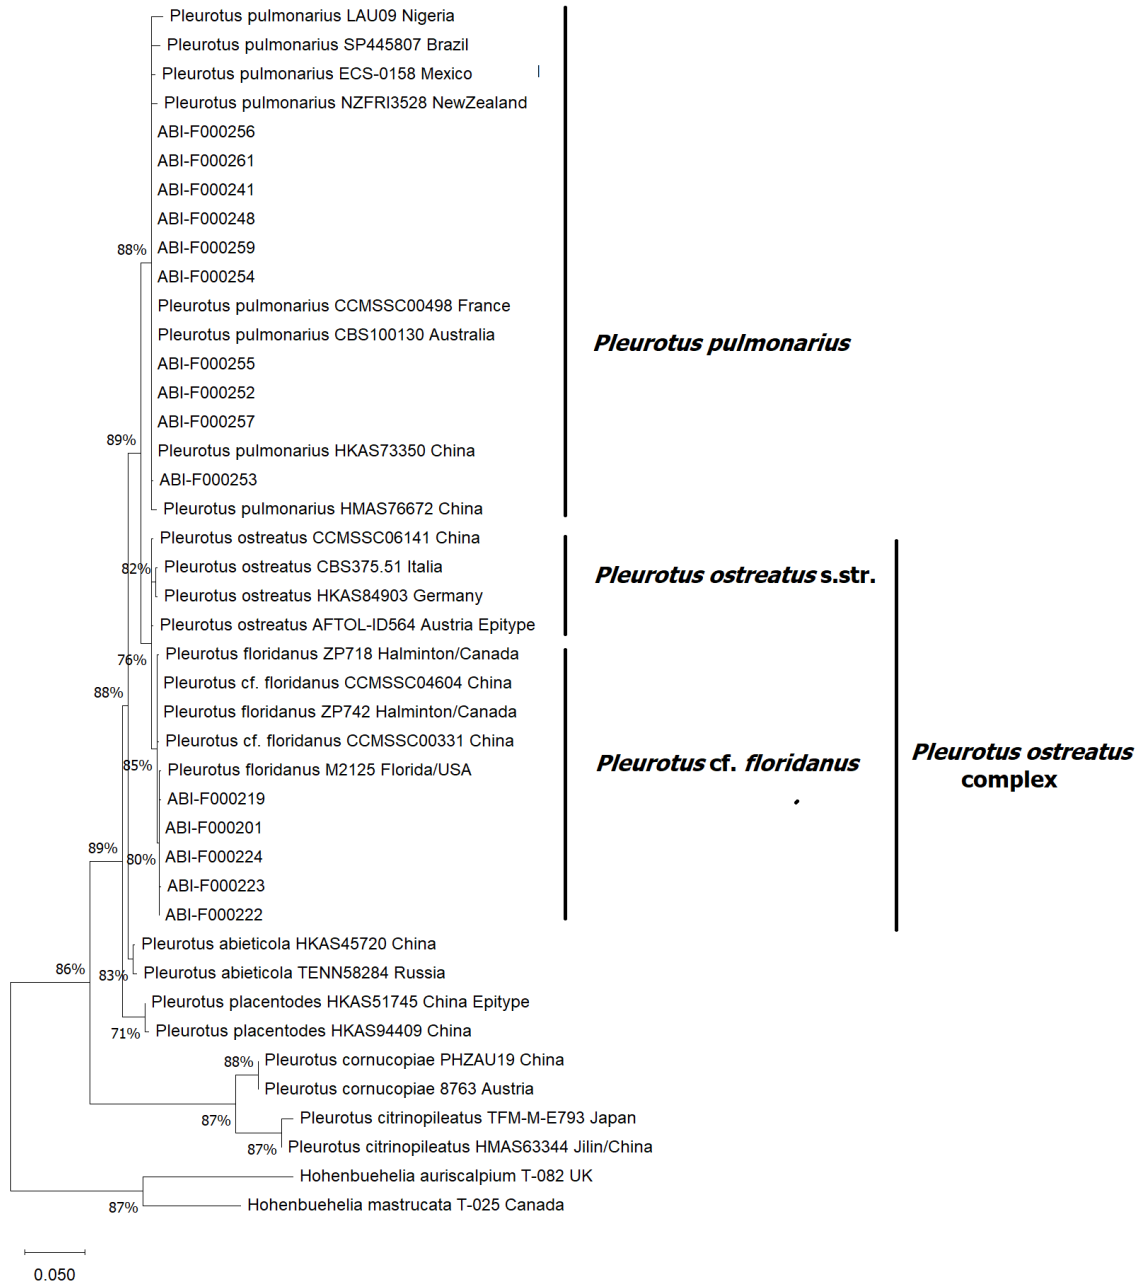 Pleurotus pulmonarius LAU09 Nigeria
Pleurotus pulmonarius SP445807 Brazil
Pleurotus pulmonarius ECS-0158 Mexico
Pleurotus pulmonarius NZFRI3528 NewZealand
ABI-F000256
ABI-F000261
ABI-F000241
ABI-F000248
88%
ABI-F000259
ABI-F000254
Pleurotus pulmonarius CCMSSC00498 France
Pleurotus pulmonarius CBS100130 Australia
Pleurotus pulmonarius
ABI-F000255
ABI-F000252
ABI-F000257
89%
Pleurotus pulmonarius HKAS73350 China
ABI-F000253
Pleurotus pulmonarius HMAS76672 China
Pleurotus ostreatus CCMSSC06141 China
82%
Pleurotus ostreatus CBS375.51 Italia
Pleurotus ostreatus s.str.
Pleurotus ostreatus HKAS84903 Germany
Pleurotus ostreatus AFTOL-ID564 Austria Epitype
76%
Pleurotus floridanus ZP718 Halminton/Canada
Pleurotus cf. floridanus CCMSSC04604 China
88%
Pleurotus floridanus ZP742 Halminton/Canada
Pleurotus cf. floridanus CCMSSC00331 China
Pleurotus ostreatus
complex
85%
Pleurotus cf. floridanus
Pleurotus floridanus M2125 Florida/USA
ABI-F000219
ABI-F000201
89%
80%
ABI-F000224
ABI-F000223
ABI-F000222
Pleurotus abieticola HKAS45720 China
86%
83%
Pleurotus abieticola TENN58284 Russia
Pleurotus placentodes HKAS51745 China Epitype
71%
Pleurotus placentodes HKAS94409 China
88%
Pleurotus cornucopiae PHZAU19 China
Pleurotus cornucopiae 8763 Austria
87%
Pleurotus citrinopileatus TFM-M-E793 Japan
87%
Pleurotus citrinopileatus HMAS63344 Jilin/China
Hohenbuehelia auriscalpium T-082 UK
87%
Hohenbuehelia mastrucata T-025 Canada
0.050